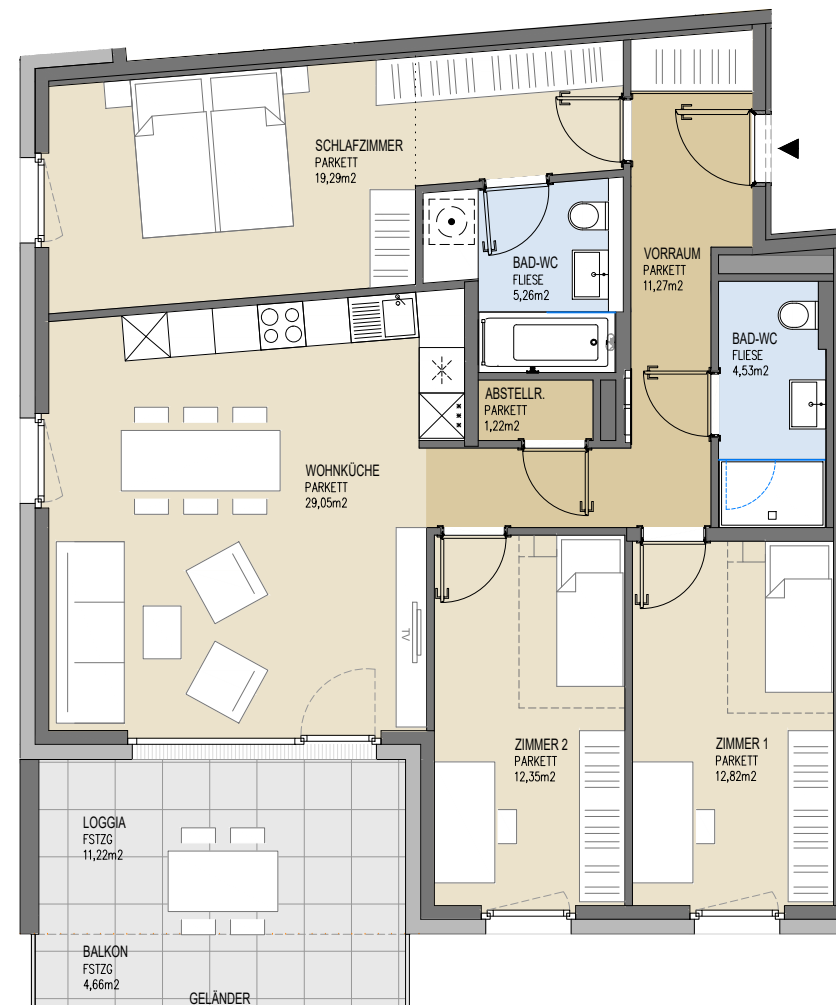 SCHLAFZIMMER
PARKETT
19,29m2
BAD-WC
FLIESE
5,26m2
VORRAUM
PARKETT
11,27m2
BAD-WC
FLIESE
4,53m2
ABSTELLR.
PARKETT
1,22m2
WOHNKÜCHE
PARKETT
29,05m2
TV
ZIMMER 2
PARKETT
12,35m2
ZIMMER 1
PARKETT
12,82m2
LOGGIA
FSTZG
11,22m2
BALKON
FSTZG
4,66m2
GELÄNDER